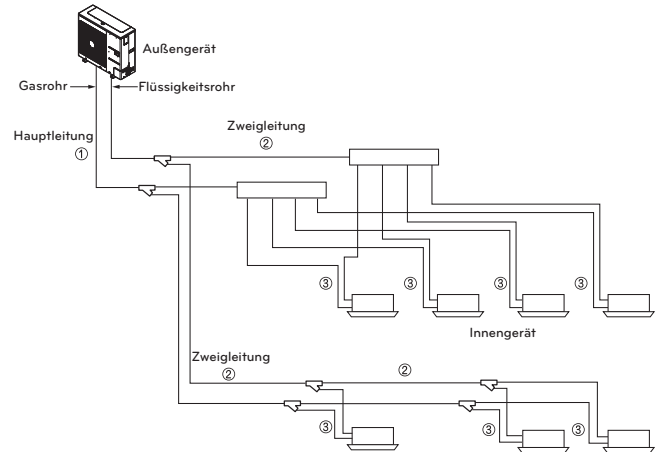 Außengerät
Gasrohr
Flüssigkeitsrohr
Hauptleitung
①
Zweigleitung
②
③ ③ ③ ③
Innengerät
Zweigleitung
② ②
③ ③ ③